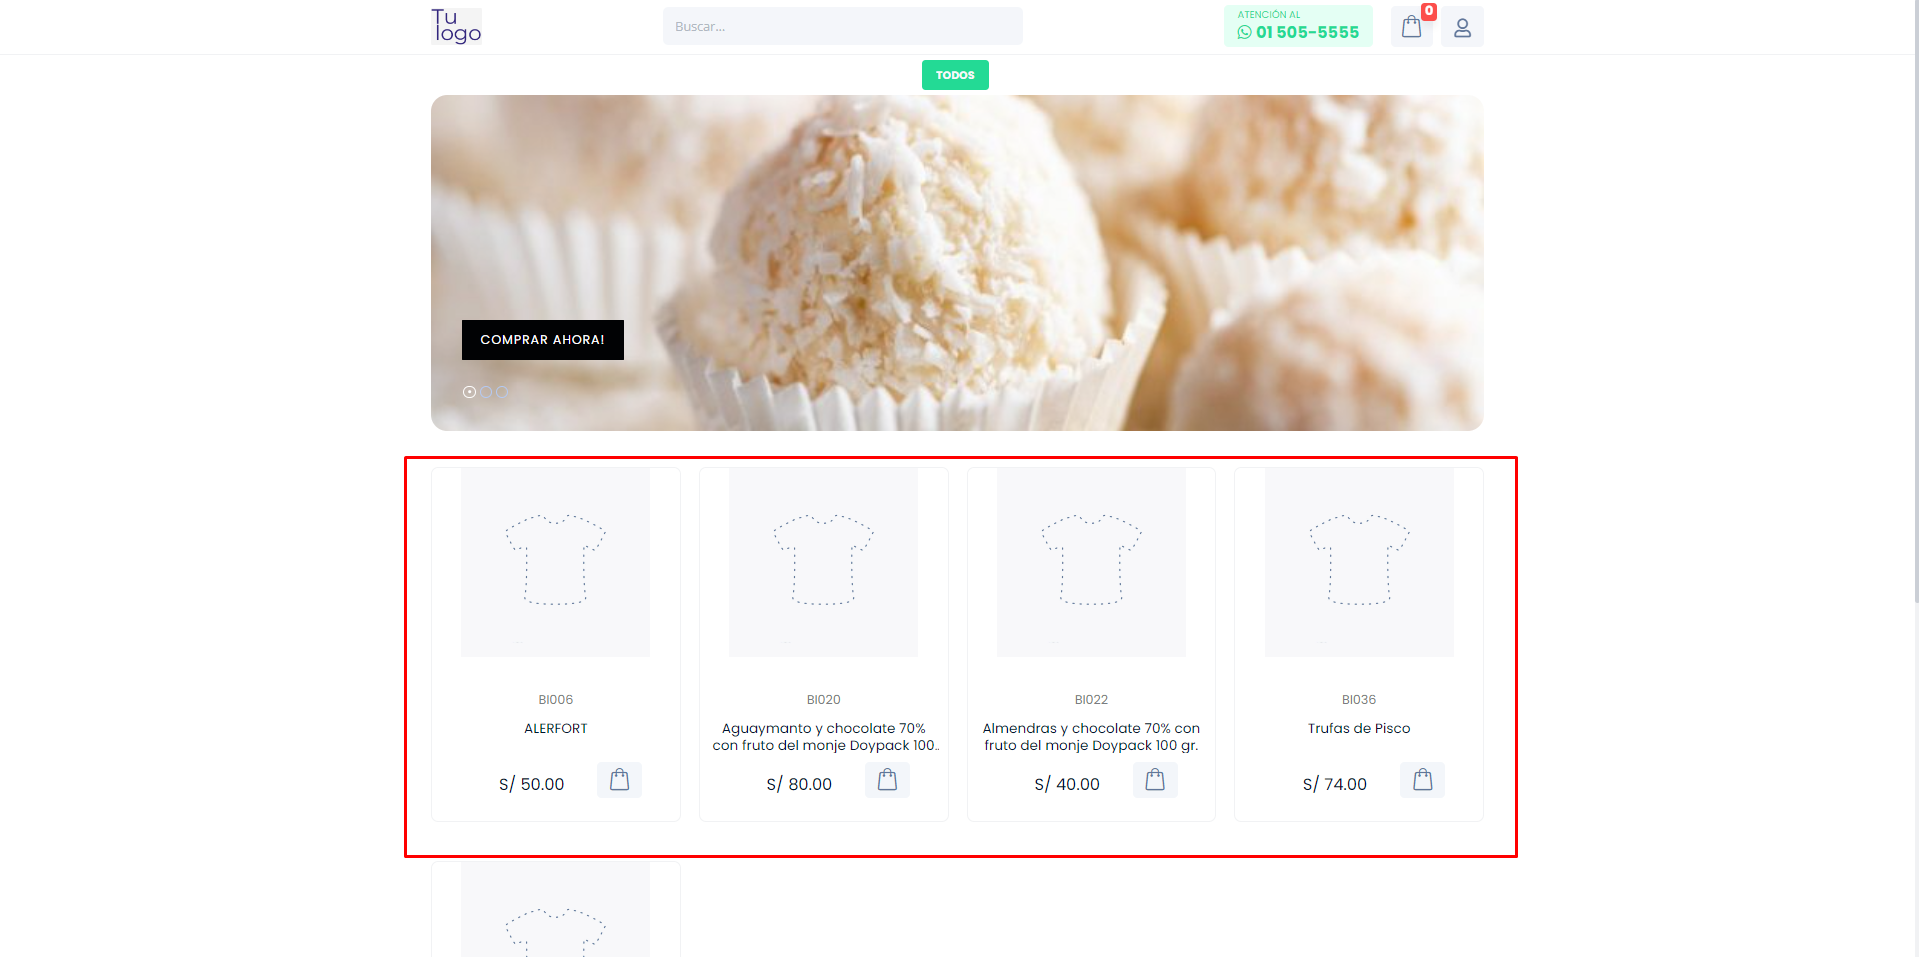 Tu
logo
Buscar...
ATENCIÓN AL
01 505-5555
0
TODOS
COMPRAR AHORA!
BI006
ALERFORT
S/ 50.00
BI020
Aguaymanto y chocolate 70%
con fruto del monje Doypack 100..
S/ 80.00
BI022
Almendras y chocolate 70% con
fruto del monje Doypack 100 gr.
S/ 40.00
BI036
Trufas de Pisco
S/ 74.00